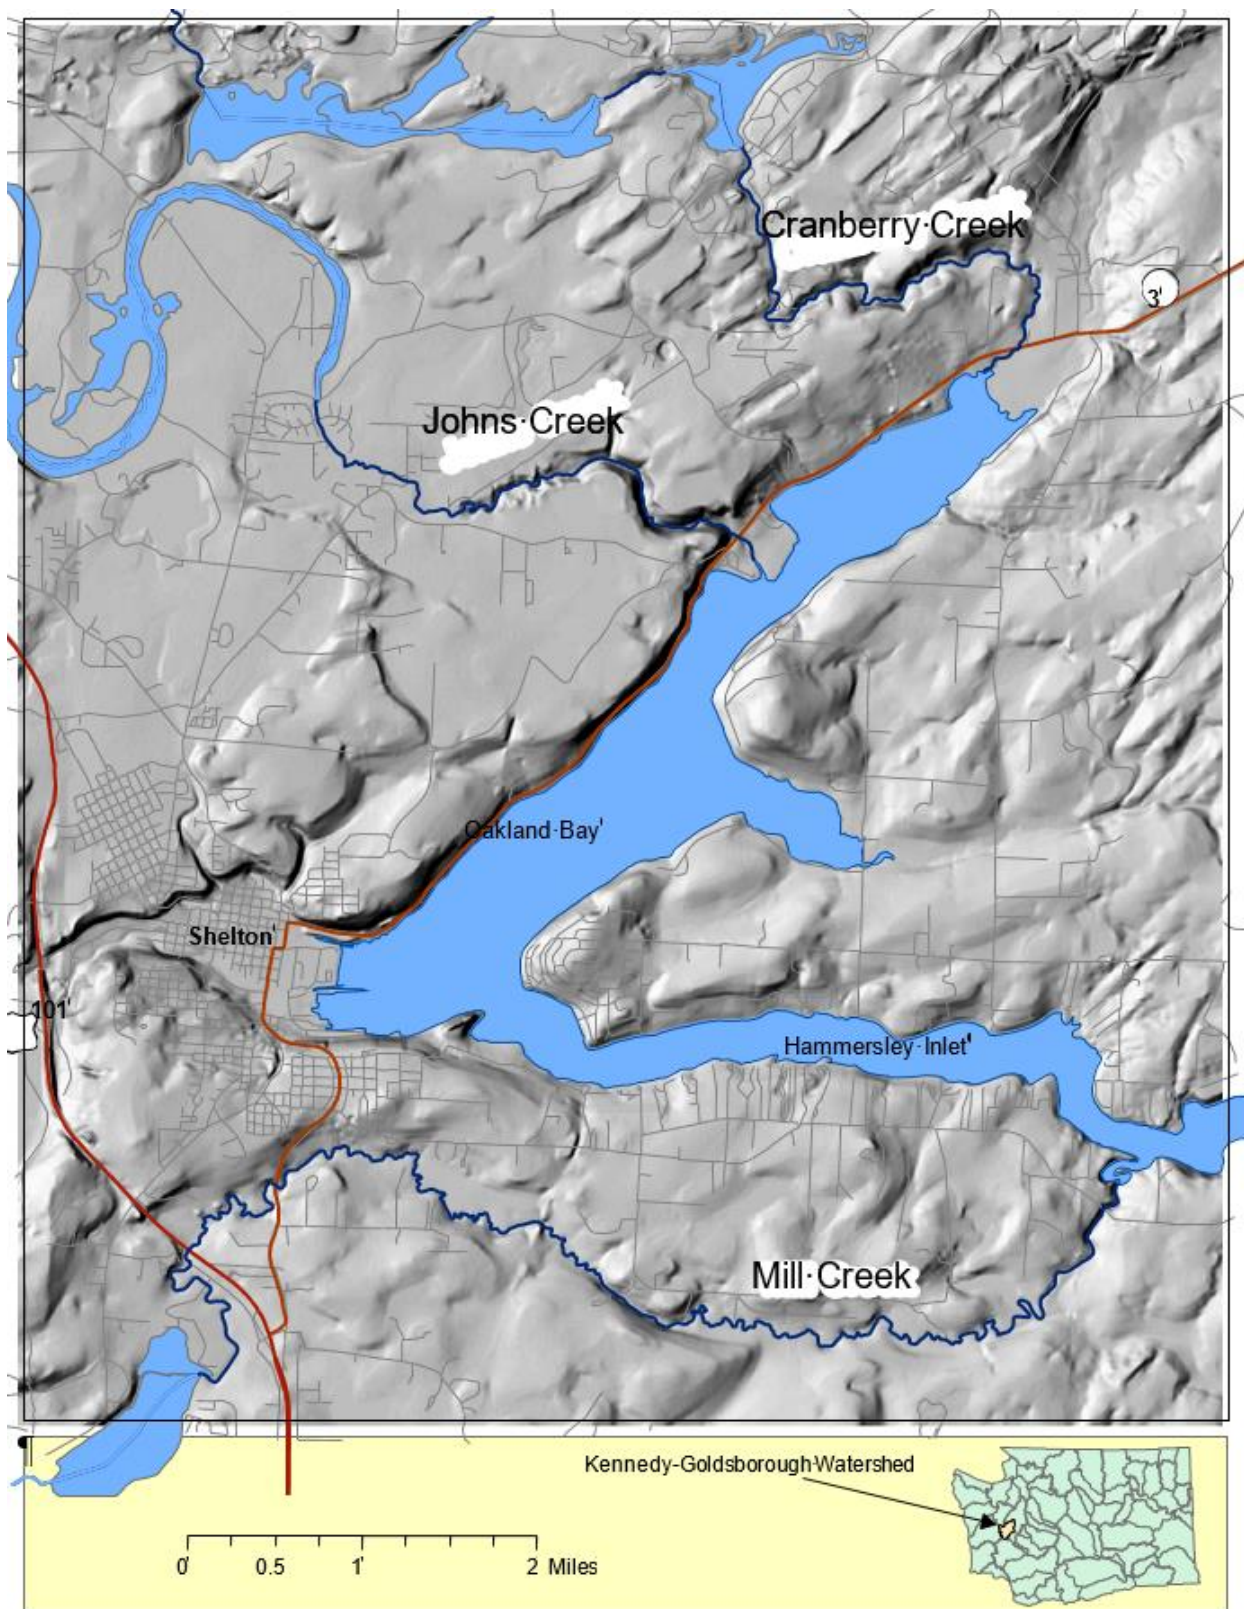 Cranberry·Creek
3'
Johns·Creek
Oakland·Bay'
Shelton'
101'
Hammersley·Inlet'
Mill·Creek
Kennedy-Goldsborough·Watershed
0' 0.5 1' 2 Miles